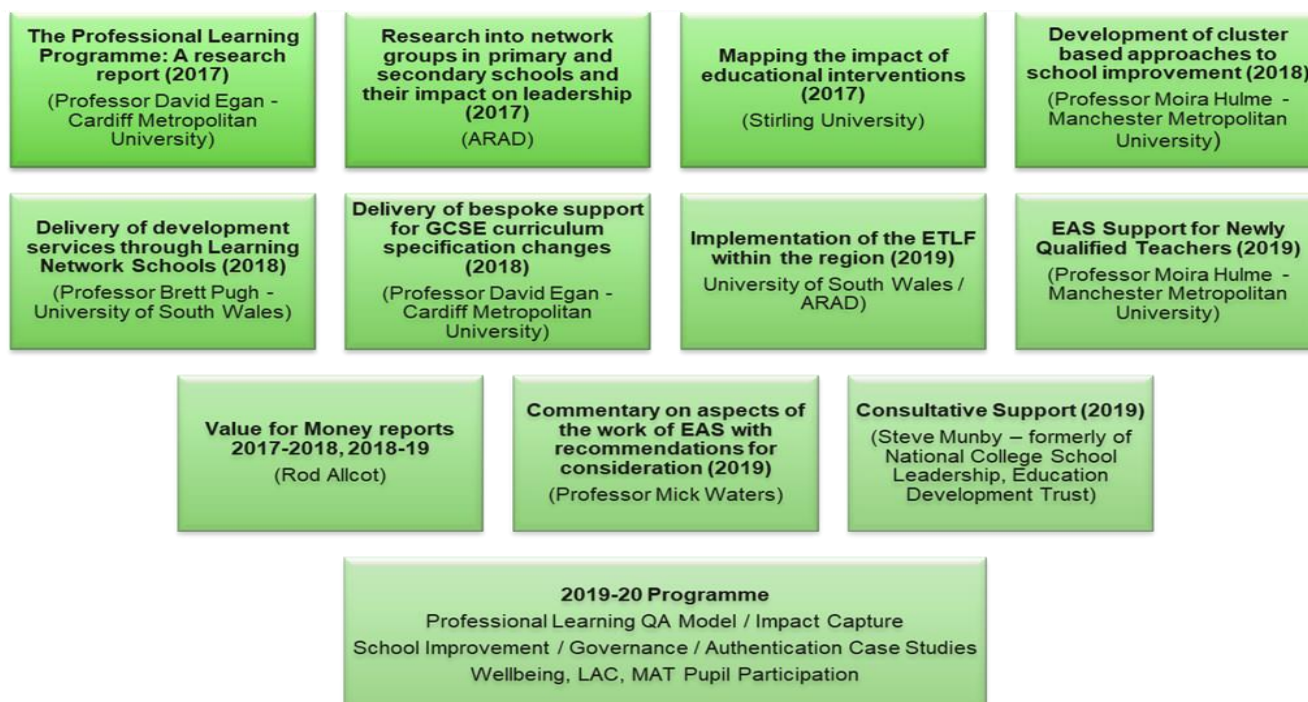 The Professional Learning
Programme: A research
report (2017)
(Professor David Egan -
Cardiff Metropolitan
University)
Research into network
groups in primary and
secondary schools and
their impact on leadership
(2017)
(ARAD)
Mapping the impact of
educational interventions
(2017)
(Stirling University)
Development of cluster
based approaches to
school improvement (2018)
(Professor Moira Hulme -
Manchester Metropolitan
University)
Delivery of development
services through Learning
Network Schools (2018)
(Professor Brett Pugh -
University of South Wales)
Delivery of bespoke support
for GCSE curriculum
specification changes
(2018)
(Professor David Egan -
Cardiff Metropolitan
University)
Implementation of the ETLF
within the region (2019)
University of South Wales /
ARAD)
EAS Support for Newly
Qualified Teachers (2019)
(Professor Moira Hulme -
Manchester Metropolitan
University)
Value for Money reports
2017-2018, 2018-19
(Rod Allcot)
Commentary on aspects of
the work of EAS with
recommendations for
consideration (2019)
(Professor Mick Waters)
Consultative Support (2019)
(Steve Munby – formerly of
National College School
Leadership, Education
Development Trust)
2019-20 Programme
Professional Learning QA Model / Impact Capture
School Improvement / Governance / Authentication Case Studies
Wellbeing, LAC, MAT Pupil Participation